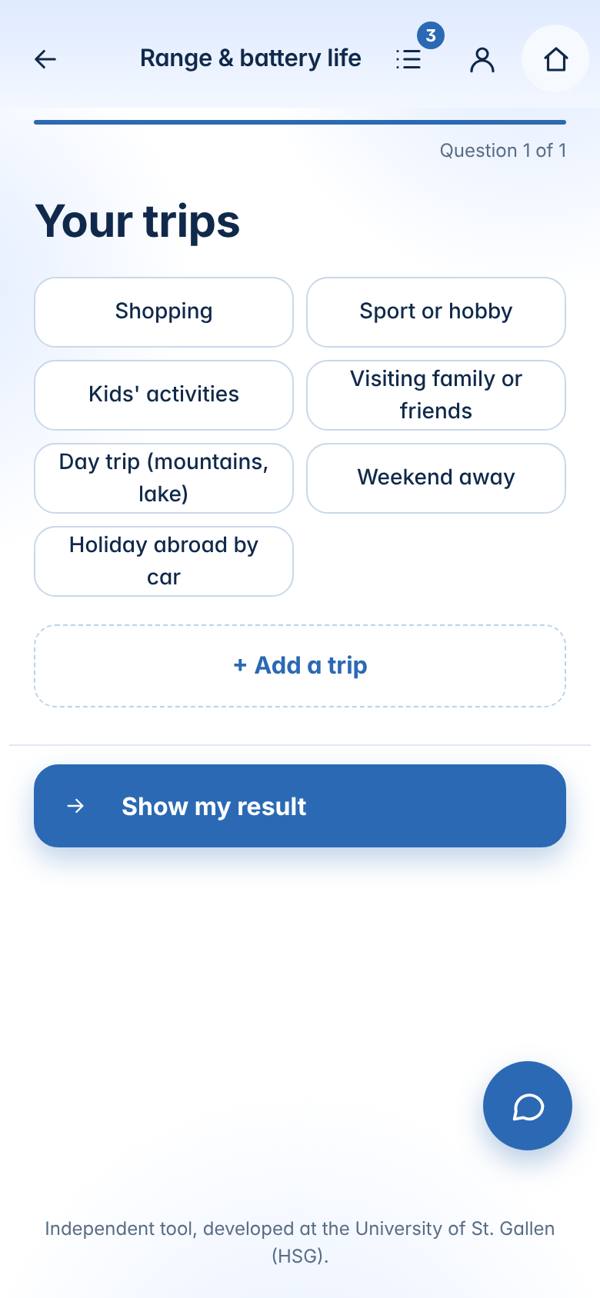 3
Range & battery life
Question 1 of 1
Your trips
Shopping
Sport or hobby
Kids' activities
Visiting family or
friends
Day trip (mountains,
lake)
Weekend away
Holiday abroad by
car
+ Add a trip
→ Show my result
Independent tool, developed at the University of St. Gallen
(HSG).